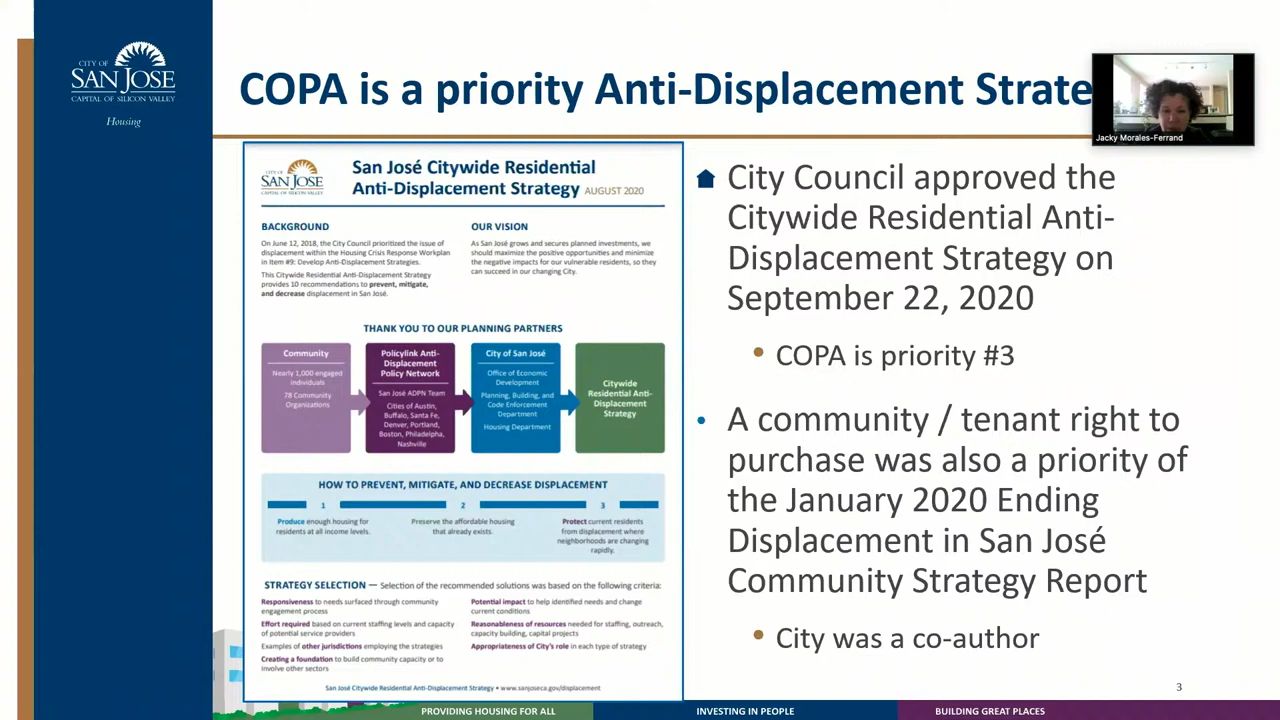 CITY OF
SAN JOSE
CAPITAL OF SILICON VALLEY
Housing
COPA is a priority Anti-Displacement Strate
Jacky Morales-Ferrand
CITY OF
SAN JOSE
CAPITAL OF SILICON VALLEY
San José Citywide Residential
Anti-Displacement Strategy AUGUST 2020
BACKGROUND
On June 12, 2018, the City Council prioritized the issue of
displacement within the Housing Crisis Response Workplan
in Item #9: Develop Anti-Displacement Strategies.
This Citywide Residential Anti-Displacement Strategy
provides 10 recommendations to prevent, mitigate,
and decrease displacement in San José.
OUR VISION
As San José grows and secures planned investments, we
should maximize the positive opportunities and minimize
the negative impacts for our vulnerable residents, so they
can succeed in our changing City.
THANK YOU TO OUR PLANNING PARTNERS
Community
Nearly 1,000 engaged
individuals
78 Community
Organizations
Policylink Anti-
Displacement
Policy Network
San José ADPN Team
Cities of Austin,
Buffalo, Santa Fe,
Denver, Portland,
Boston, Philadelpha,
Nashville
City of San José
Office of Economic
Development
Planning, Building, and
Code Enforcement
Department
Housing Department
Citywide
Residential Anti-
Displacement
Strategy
HOW TO PREVENT, MITIGATE, AND DECREASE DISPLACEMENT
1
2
3
Produce enough housing for
residents at all income levels.
Preserve the affordable housing
that already exists.
Protect current residents
from displacement where
neighborhoods are changing
rapidly.
STRATEGY SELECTION — Selection of the recommended solutions was based on the following criteria:
Responsiveness to needs surfaced through community
engagement process
Effort required based on current staffing levels and capacity
of potential service providers
Examples of other jurisdictions employing the strategies
Creating a foundation to build community capacity or to
involve other sectors
Potential impact to help identified needs and change
current conditions
Reasonableness of resources needed for staffing, outreach,
capacity building, capital projects
Appropriateness of City's role in each type of strategy
San José Citywide Residential Anti-Displacement Strategy • www.sanjoseca.gov/displacement
City Council approved the
Citywide Residential Anti-
Displacement Strategy on
September 22, 2020
• COPA is priority #3
• A community / tenant right to
purchase was also a priority of
the January 2020 Ending
Displacement in San José
Community Strategy Report
• City was a co-author
3
PROVIDING HOUSING FOR ALL
INVESTING IN PEOPLE
BUILDING GREAT PLACES